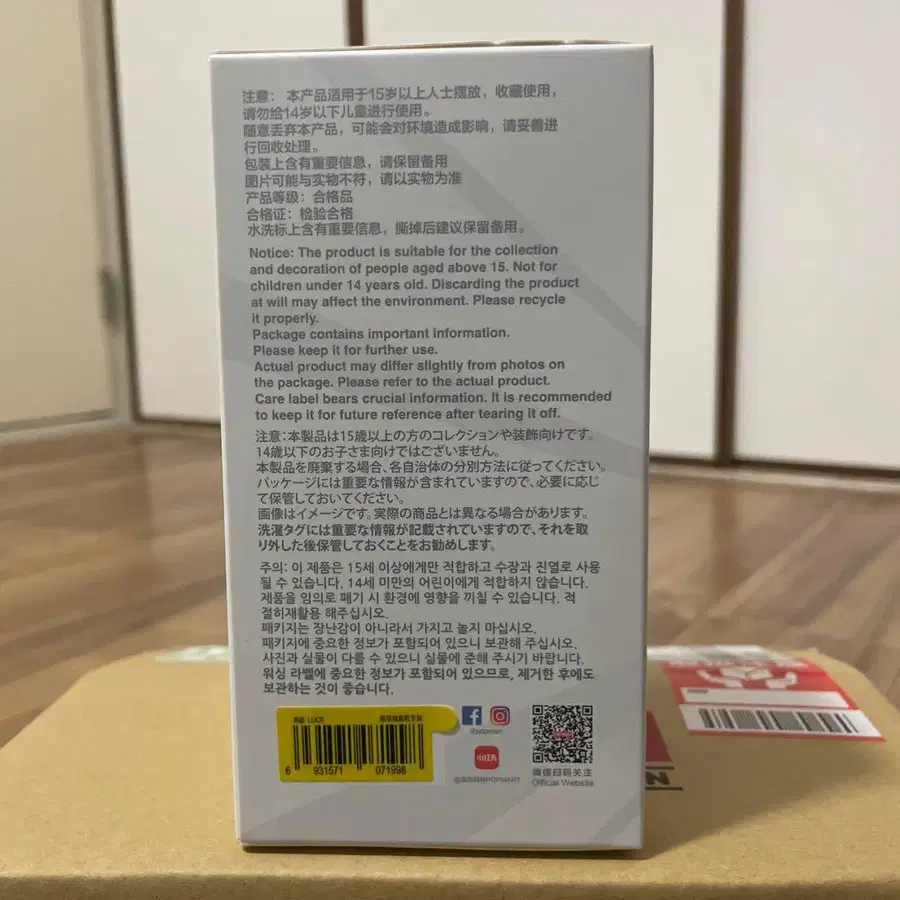 注意： 本产品适用于15岁以上人士摆放，收藏使用，
请勿给14岁以下儿童进行使用。
随意丢弃本产品，可能会对环境造成影响，请妥善进
行回收处理。
包装上含有重要信息，请保留备用
图片可能与实物不符，请以实物为准
产品等级：合格品
合格证：检验合格
水洗标上含有重要信息，撕掉后建议保留备用。
Notice: The product is suitable for the collection
and decoration of people aged above 15. Not for
children under 14 years old. Discarding the product
at will may affect the environment. Please recycle
it properly.
Package contains important information.
Please keep it for further use.
Actual product may differ slightly from photos on
the package. Please refer to the actual product.
Care label bears crucial information. It is recommended
to keep it for future reference after tearing it off.
注意：本製品は15歳以上の方のコレクションや装飾向けです。
14歳以下のお子さま向けではございません。
本製品を廃棄する場合、各自治体の分別方法に従ってください。
パッケージには重要な情報が含まれていますので、必要に応じ
て保管しておいてください。
画像はイメージです。実際の商品とは異なる場合があります。
洗濯タグには重要な情報が記載されていますので、それを取
り外した後保管しておくことをお勧めします。
주의: 이 제품은 15세 이상에게만 적합하고 수장과 진열로 사용
될 수 있습니다. 14세 미만의 어린이에게 적합하지 않습니다.
제품을 임의로 폐기 시 환경에 영향을 끼칠 수 있습니다. 적
절히재활용 해주십시오.
패키지는 장난감이 아니라서 가지고 놀지 마십시오.
패키지에 중요한 정보가 포함되어 있으니 보관해 주십시오.
사진과 실물이 다를 수 있으니 실물에 준해 주시기 바랍니다.
워싱 라벨에 중요한 정보가 포함되어 있으므로, 제거한 후에도
보관하는 것이 좋습니다.
LUCKY
6 931571 071998
@popmart
小红书
POPMART
微信扫码关注
Official Website